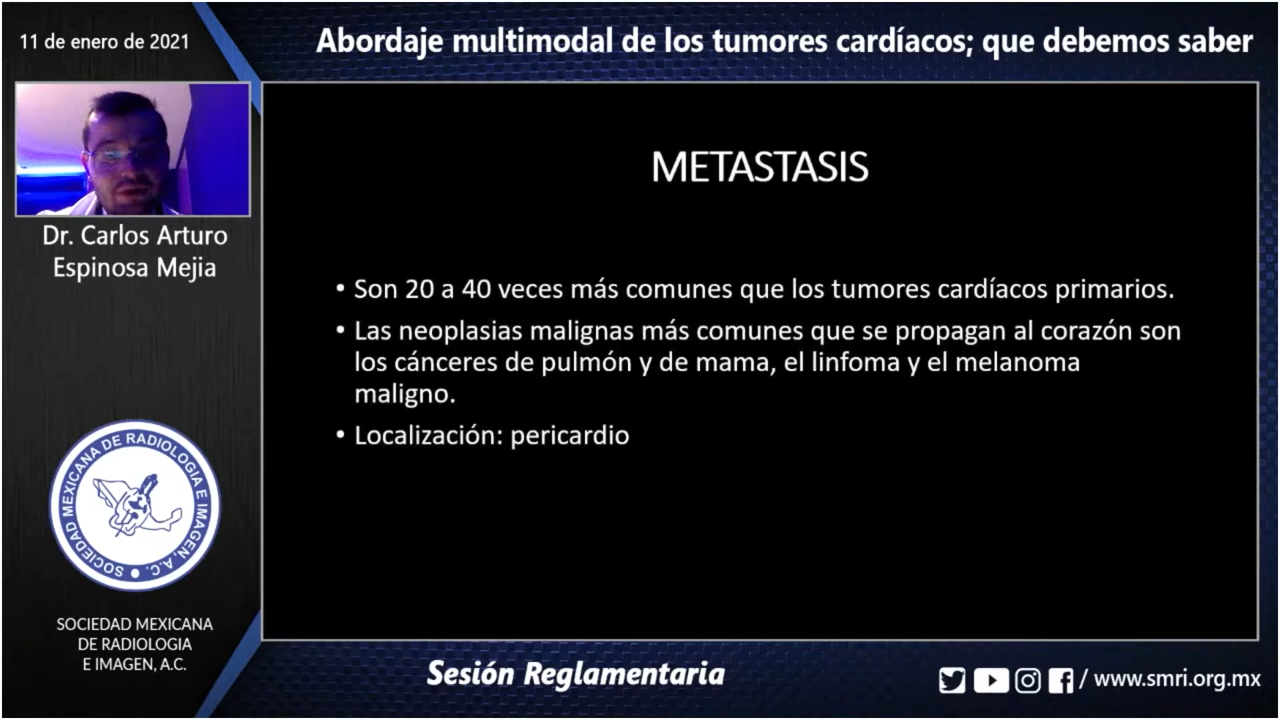 11 de enero de 2021
Abordaje multimodal de los tumores cardíacos; que debemos saber
Dr. Carlos Arturo
Espinosa Mejia
METASTASIS
• Son 20 a 40 veces más comunes que los tumores cardíacos primarios.
• Las neoplasias malignas más comunes que se propagan al corazón son
los cánceres de pulmón y de mama, el linfoma y el melanoma
maligno.
• Localización: pericardio
SOCIEDAD MEXICANA DE RADIOLOGIA E IMAGEN, A.C.
SOCIEDAD MEXICANA
DE RADIOLOGIA
E IMAGEN, A.C.
Sesión Reglamentaria
/ www.smri.org.mx